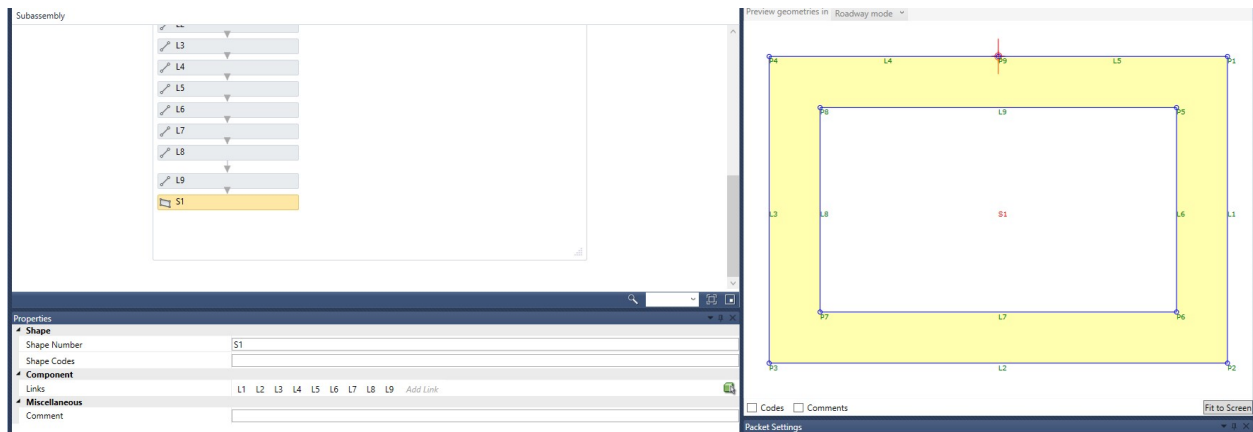 Subassembly
L2
L3
L4
L5
L6
L7
L8
L9
S1
Properties
Shape
Shape Number S1
Shape Codes
Component
Links L1 L2 L3 L4 L5 L6 L7 L8 L9 Add Link
Miscellaneous
Comment
Preview geometries in Roadway mode
P4 L4 P9 L5 P1
P8 L9 P5
L3 L8 S1 L6 L1
P7 L7 P6
P3 L2 P2
Codes Comments Fit to Screen
Packet Settings